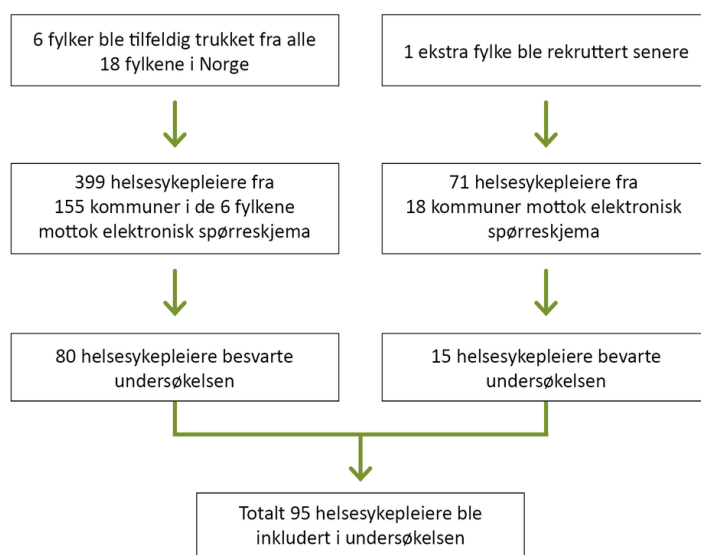 6 fylker ble tilfeldig trukket fra alle
18 fylkene i Norge
1 ekstra fylke ble rekruttert senere
399 helsesykepleiere fra
155 kommuner i de 6 fylkene
mottok elektronisk spørreskjema
71 helsesykepleiere fra
18 kommuner mottok elektronisk
spørreskjema
80 helsesykepleiere besvarte
undersøkelsen
15 helsesykepleiere bevarte
undersøkelsen
Totalt 95 helsesykepleiere ble
inkludert i undersøkelsen